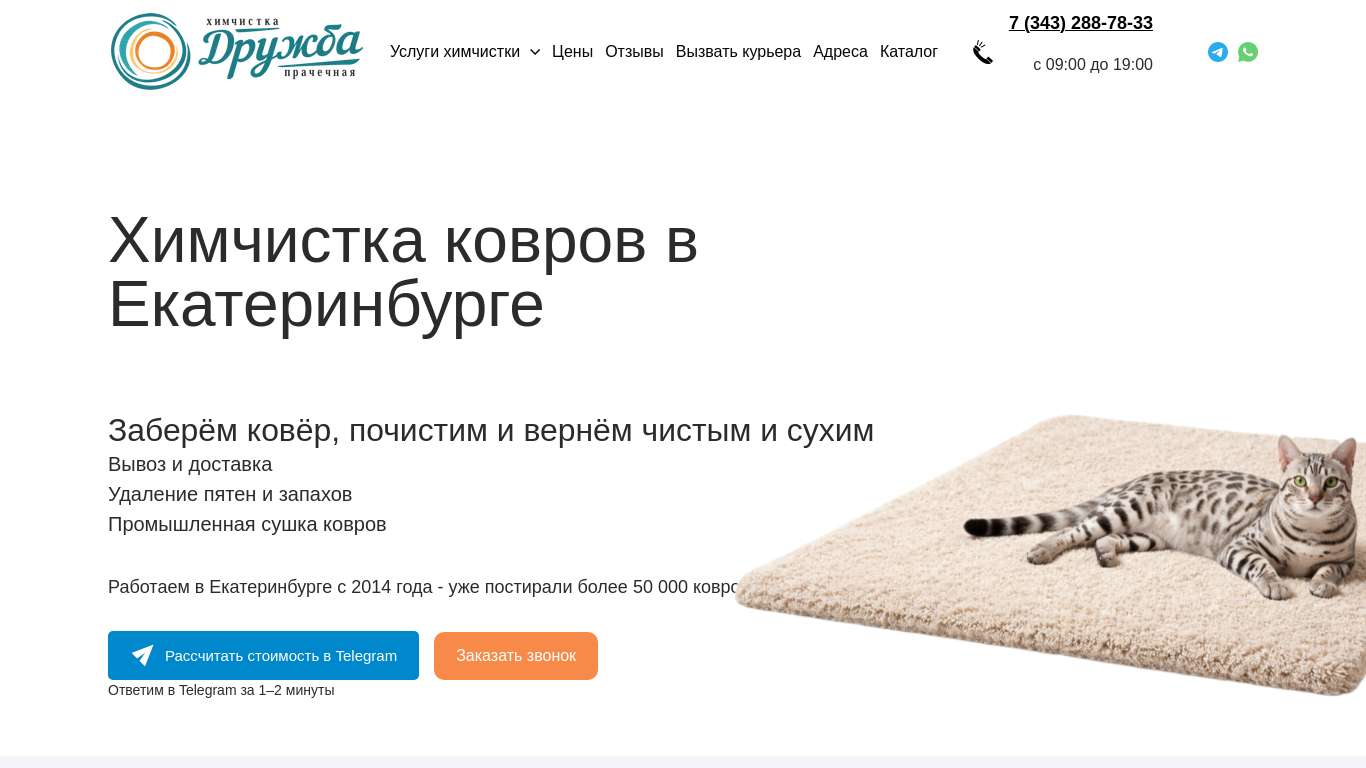 химчистка
Дружба
прачечная
Услуги химчистки
Цены
Отзывы
Вызвать курьера
Адреса
Каталог
7 (343) 288-78-33
с 09:00 до 19:00
Химчистка ковров в
Екатеринбурге
Заберём ковёр, почистим и вернём чистым и сухим
Вывоз и доставка
Удаление пятен и запахов
Промышленная сушка ковров
Работаем в Екатеринбурге с 2014 года - уже постирали более 50 000 ковро
Рассчитать стоимость в Telegram
Заказать звонок
Ответим в Telegram за 1–2 минуты